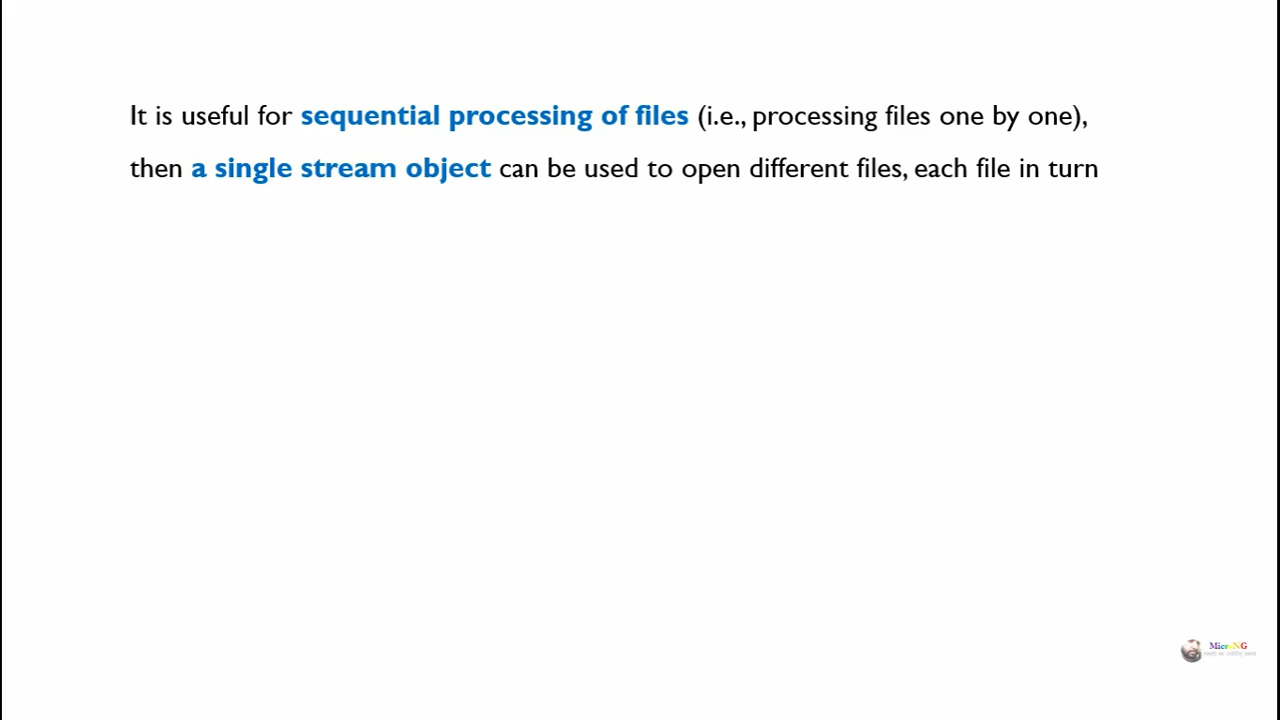 It is useful for sequential processing of files (i.e., processing files one by one),
then a single stream object can be used to open different files, each file in turn
MicroNG